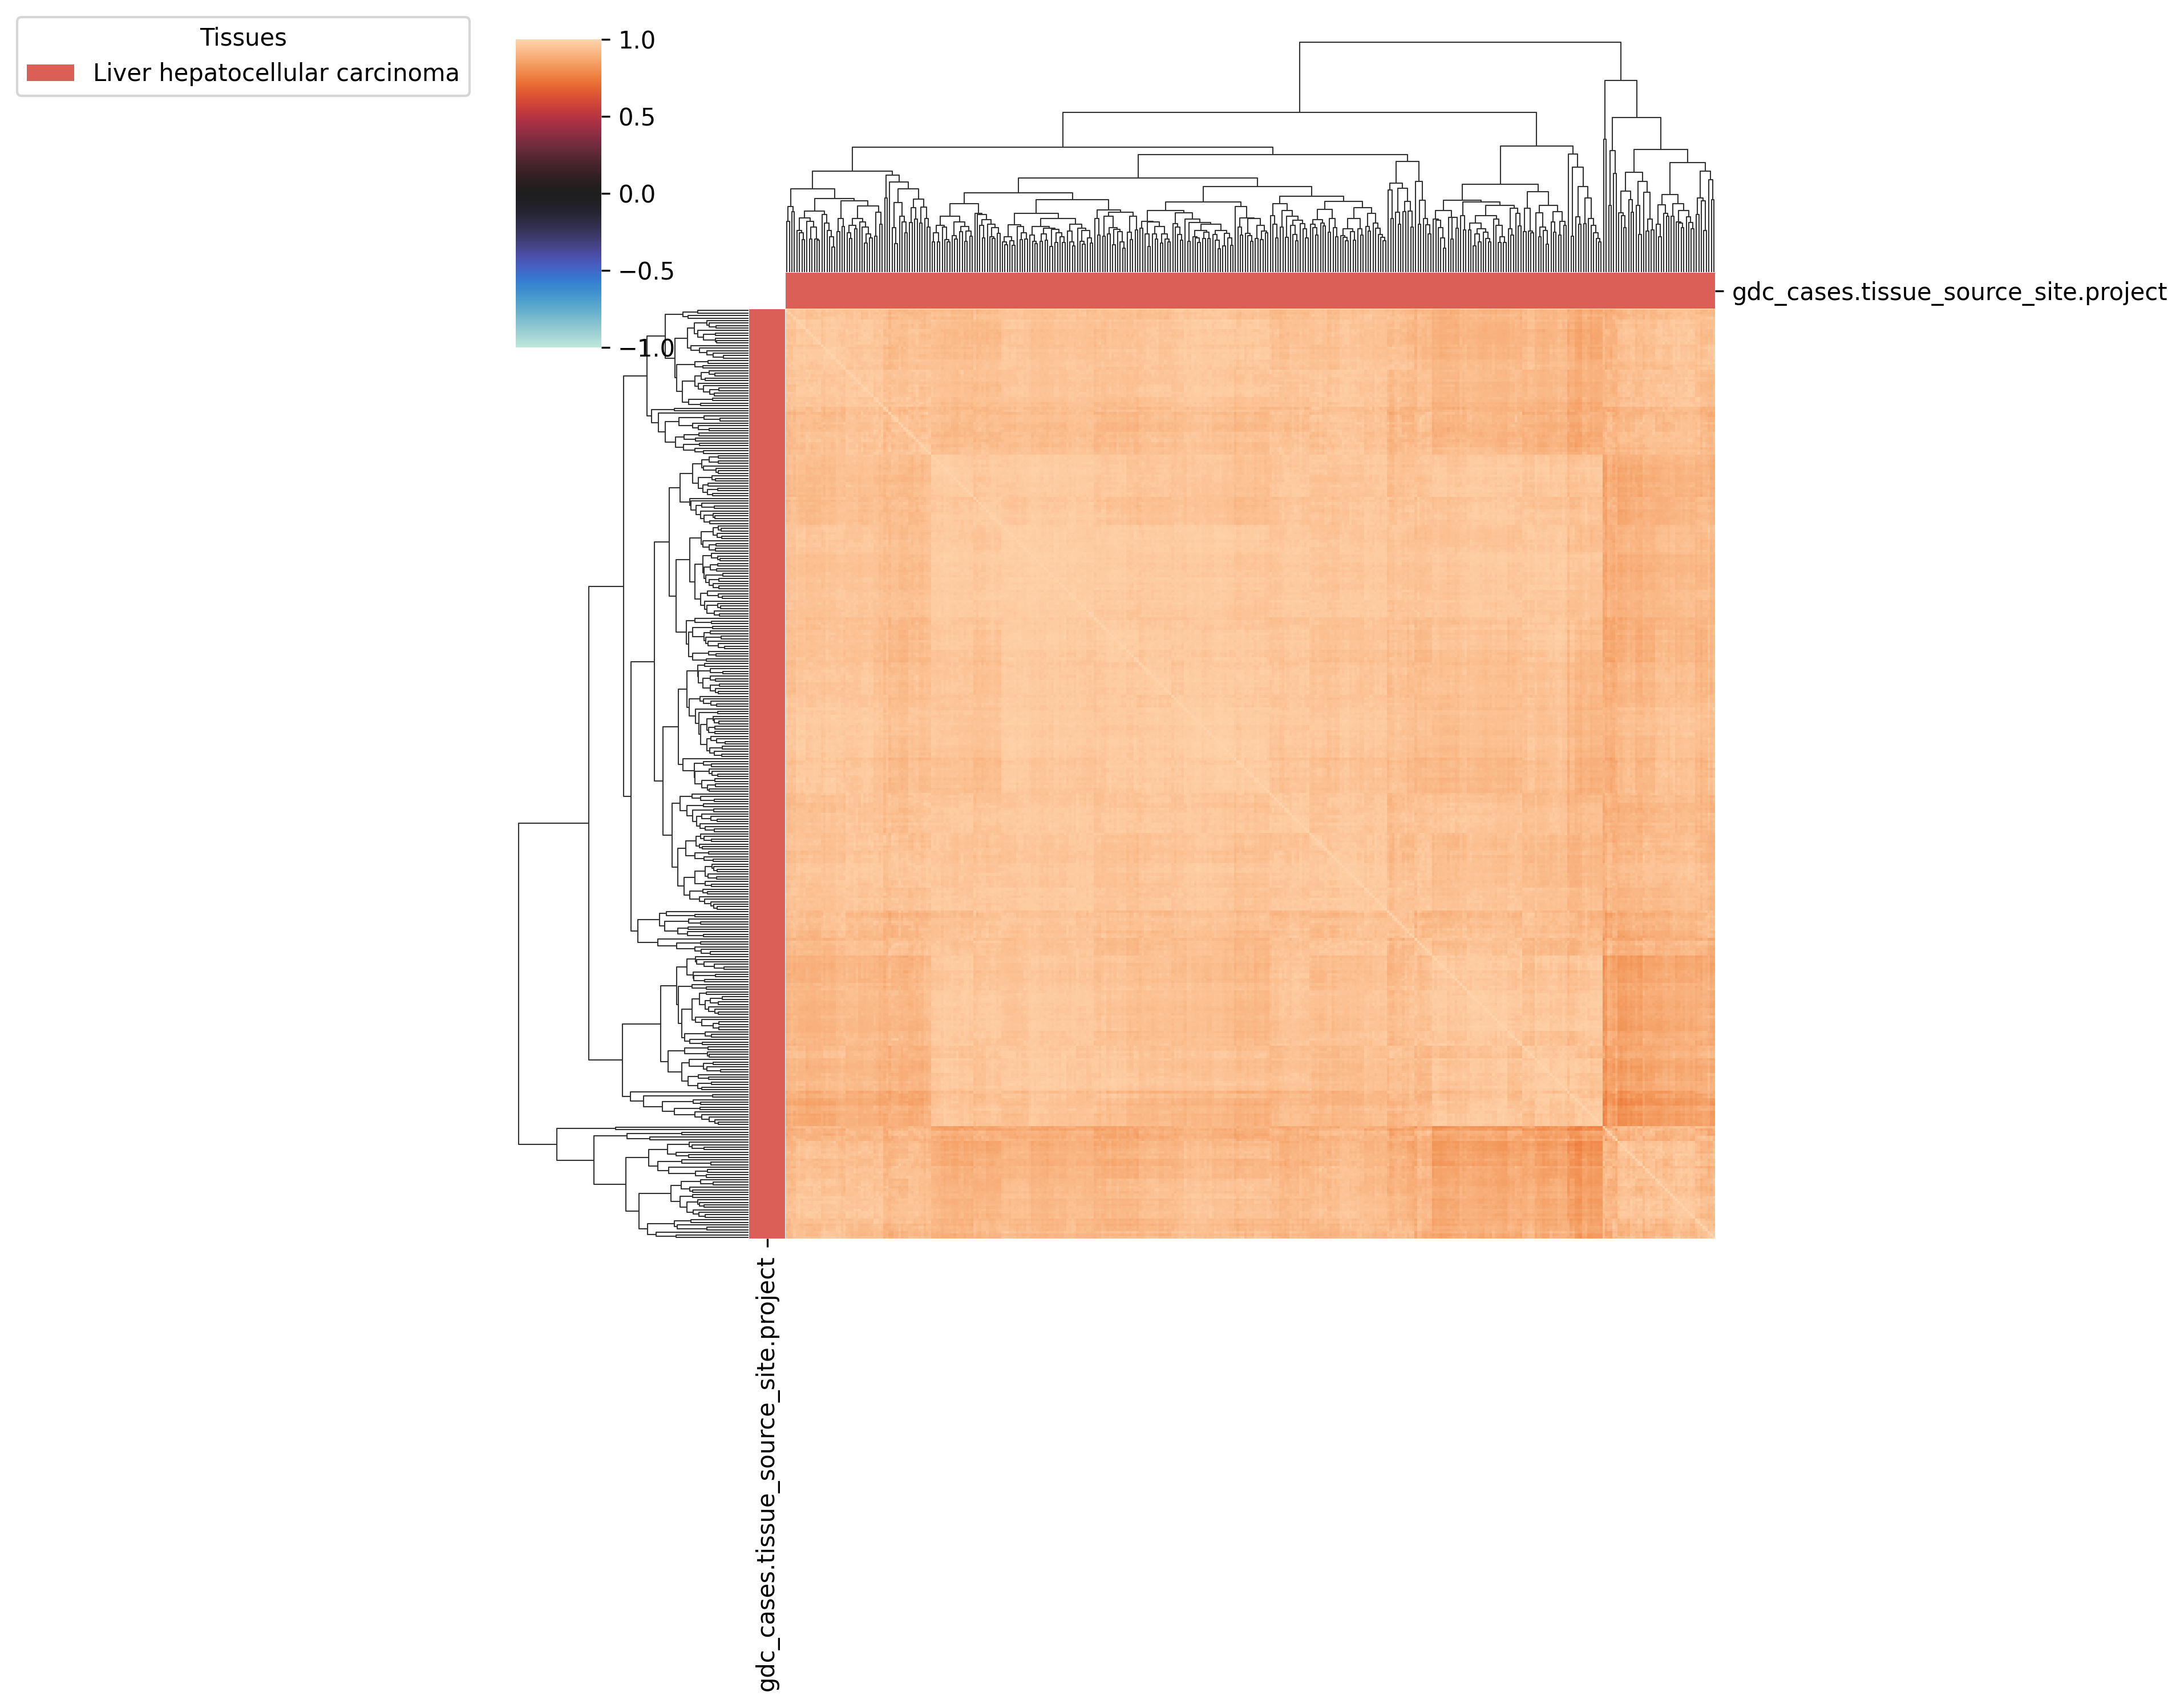 Tissues
Liver hepatocellular carcinoma
1.0
0.5
0.0
−0.5
−1.0
gdc_cases.tissue_source_site.project
gdc_cases.tissue_source_site.project